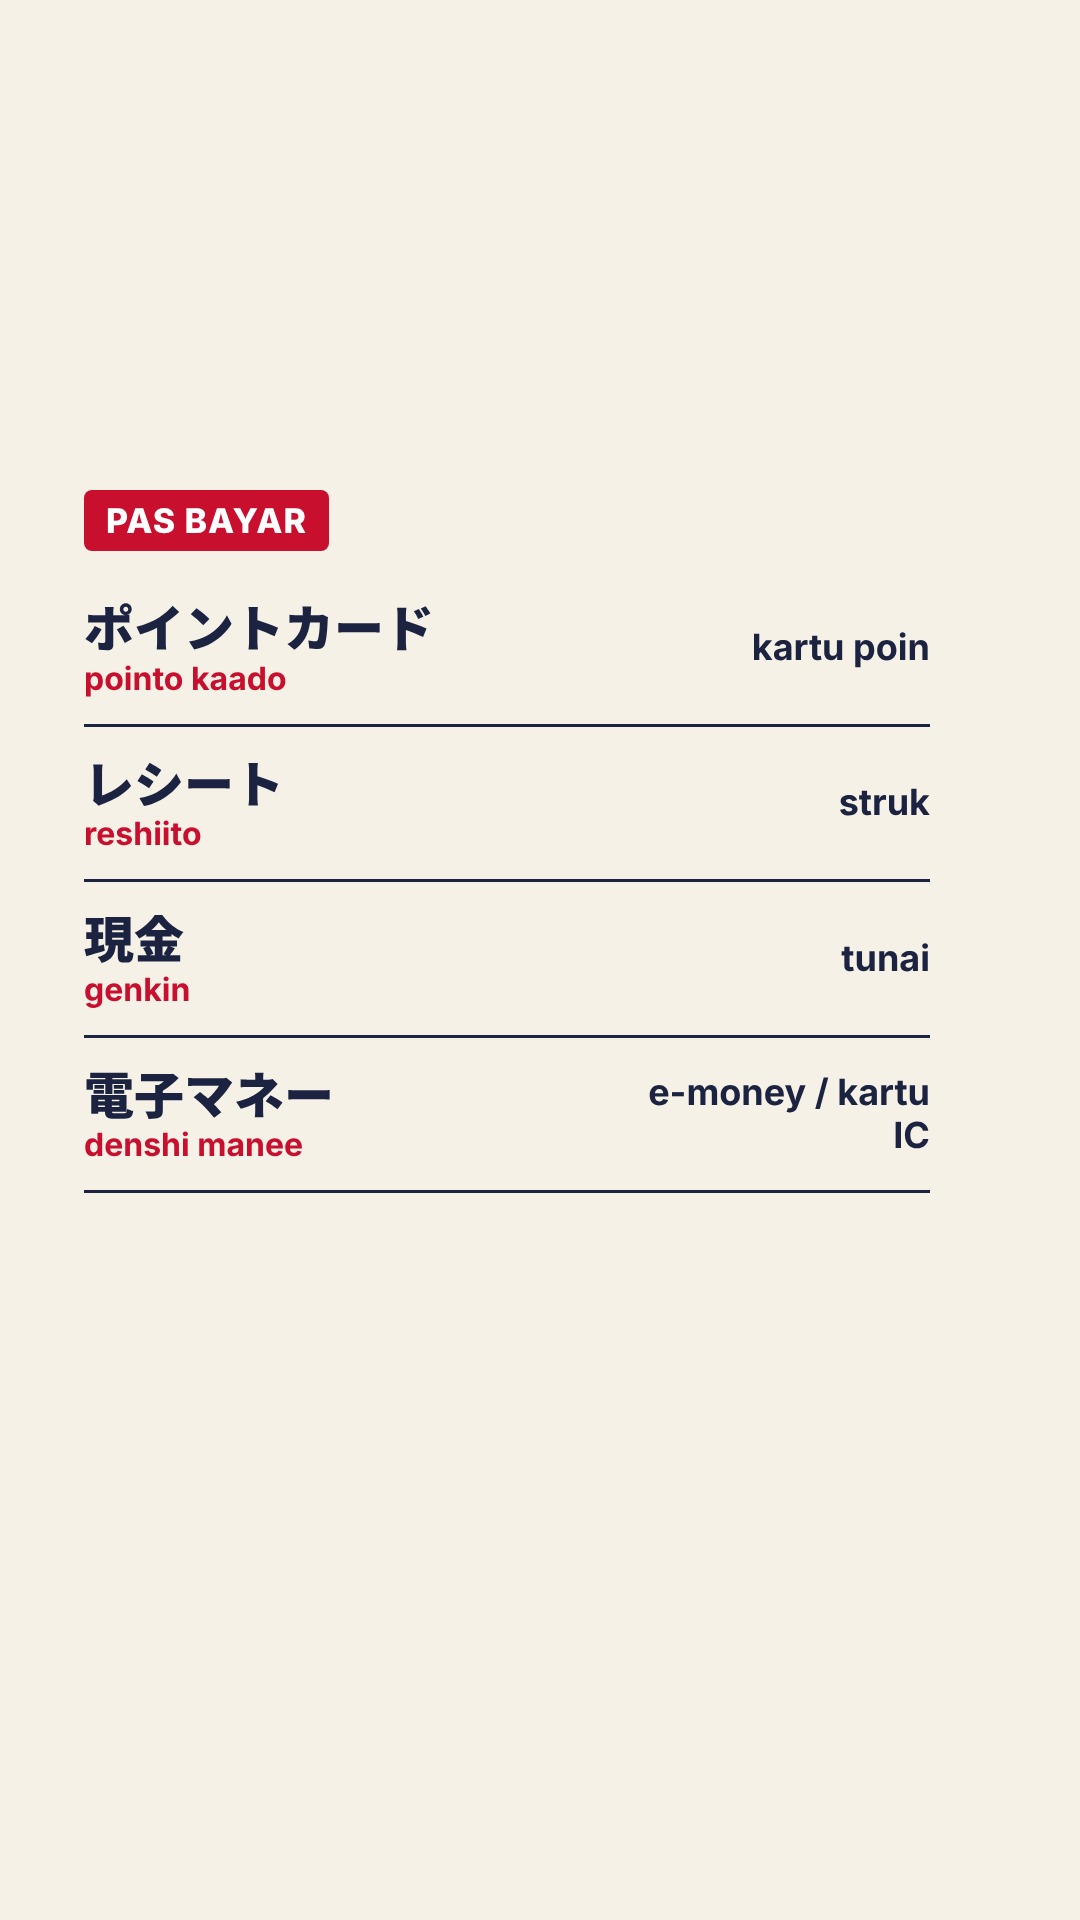 PAS BAYAR
ポイントカード
pointo kaado
kartu poin
レシート
reshiito
struk
現金
genkin
tunai
電子マネー
denshi manee
e-money / kartu
IC